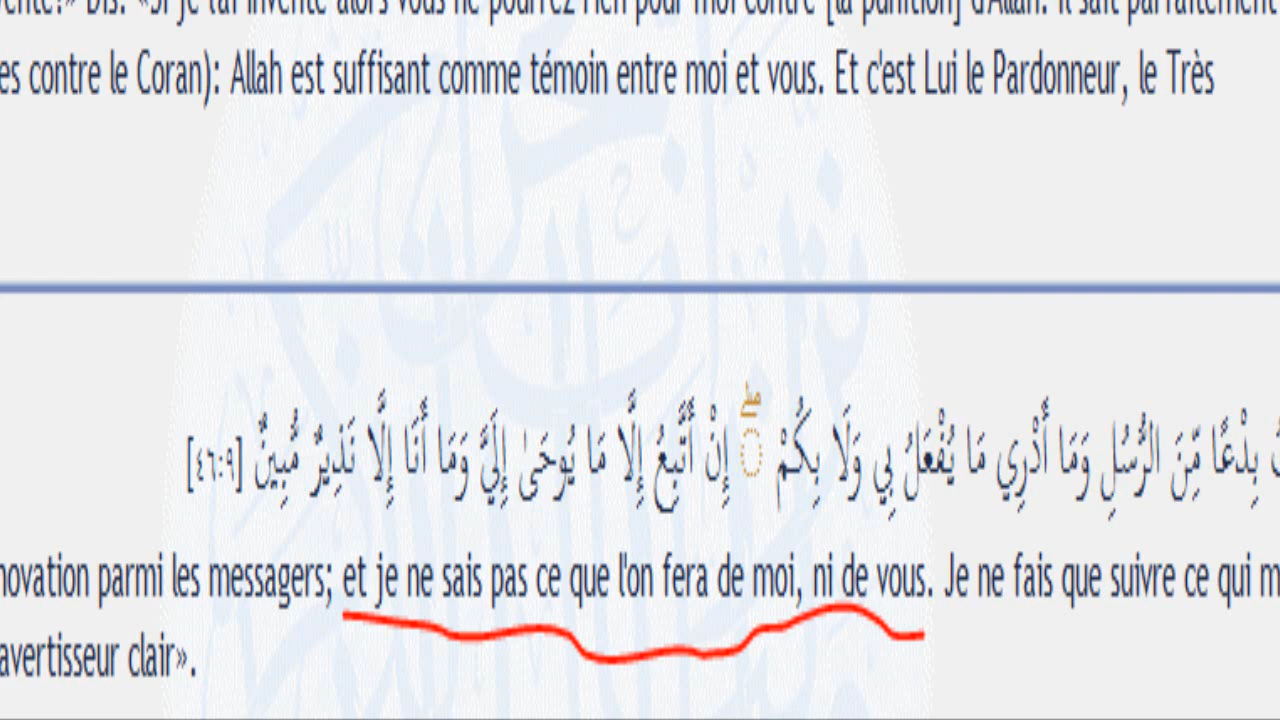 vente?» Dis: «Si je l'ai inventé alors vous ne pourrez rien pour moi contre [la punition] d'Allah. Il sait parfaitement
es contre le Coran): Allah est suffisant comme témoin entre moi et vous. Et c'est Lui le Pardonneur, le Très
بِدْعًا مِّنَ الرُّسُلِ وَمَا أَدْرِي مَا يُفْعَلُ بِي وَلَا بِكُمْ ۖ إِنْ أَتَّبِعُ إِلَّا مَا يُوحَىٰ إِلَيَّ وَمَا أَنَا إِلَّا نَذِيرٌ مُّبِينٌ [٤٦:٩]
novation parmi les messagers; et je ne sais pas ce que l'on fera de moi, ni de vous. Je ne fais que suivre ce qui m
avertisseur clair».